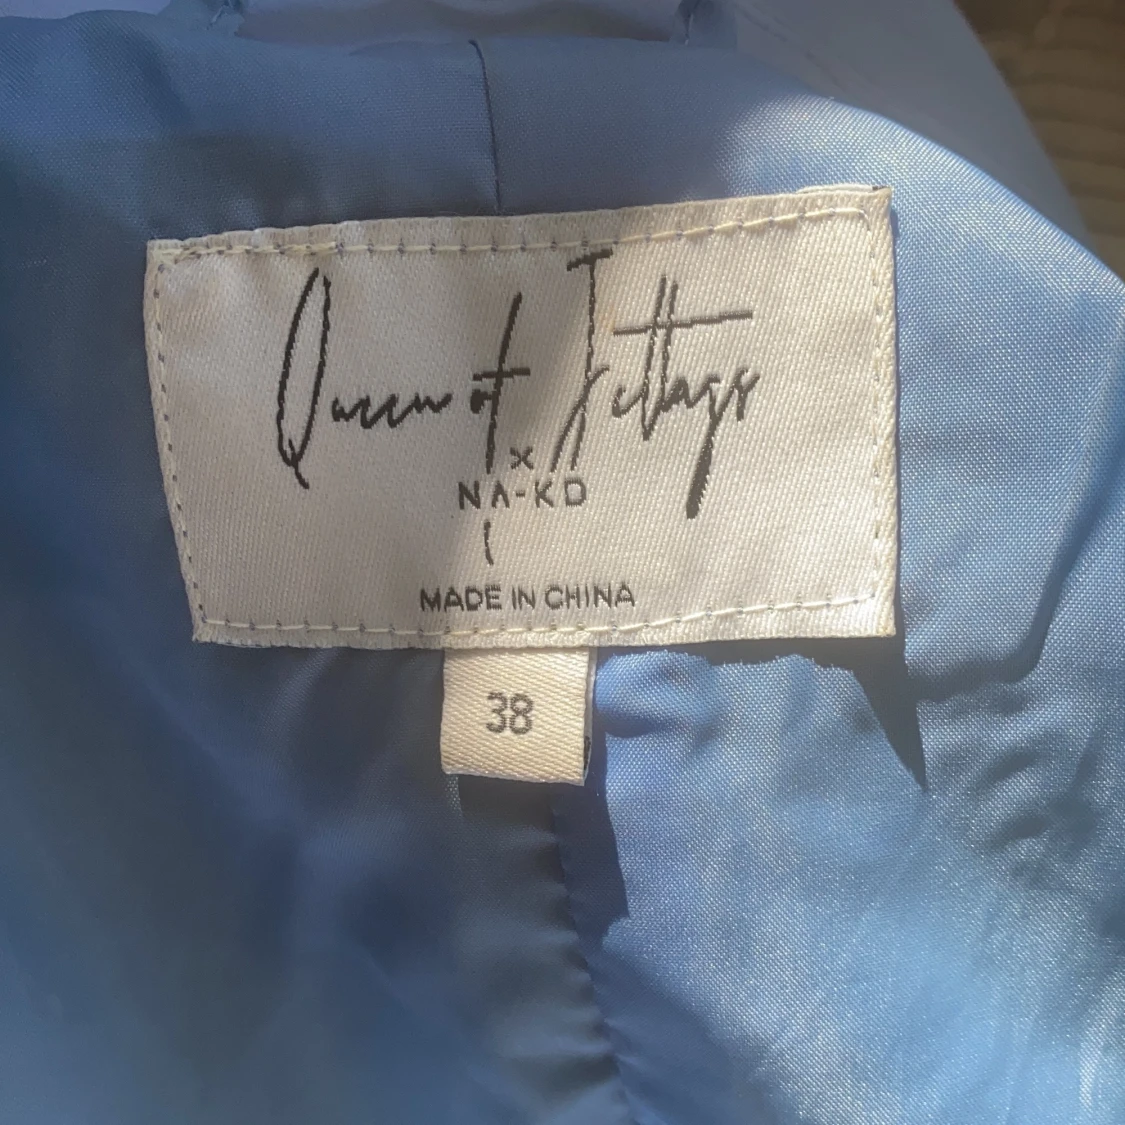 Queen of Jetlags
x
NA-KD
MADE IN CHINA
38